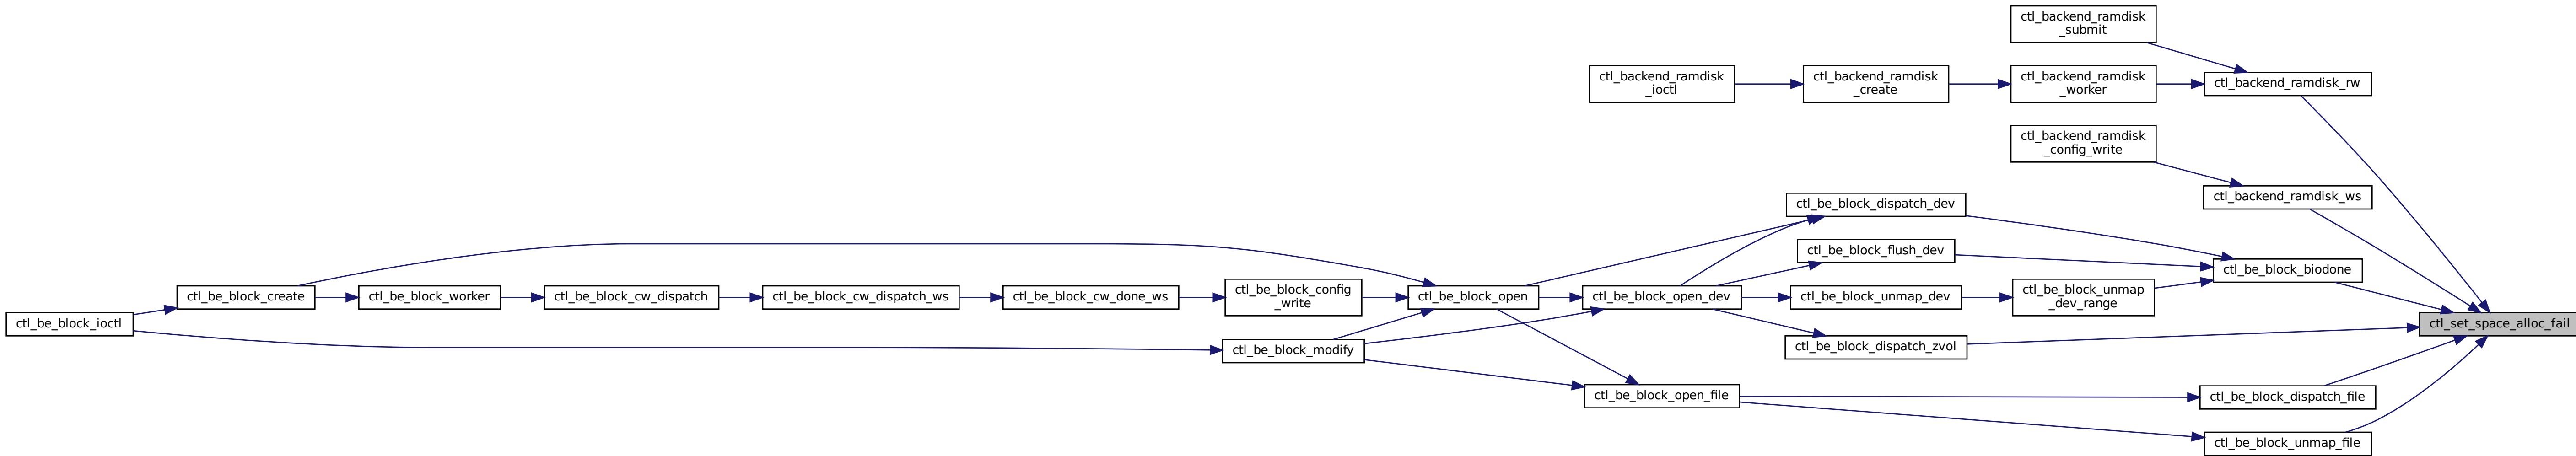 ctl_backend_ramdisk
_submit
ctl_backend_ramdisk
_ioctl
ctl_backend_ramdisk
_create
ctl_backend_ramdisk
_worker
ctl_backend_ramdisk_rw
ctl_backend_ramdisk
_config_write
ctl_backend_ramdisk_ws
ctl_be_block_dispatch_dev
ctl_be_block_flush_dev
ctl_be_block_biodone
ctl_be_block_create
ctl_be_block_worker
ctl_be_block_cw_dispatch
ctl_be_block_cw_dispatch_ws
ctl_be_block_cw_done_ws
ctl_be_block_config
_write
ctl_be_block_open
ctl_be_block_open_dev
ctl_be_block_unmap_dev
ctl_be_block_unmap
_dev_range
ctl_be_block_ioctl
ctl_set_space_alloc_fail
ctl_be_block_modify
ctl_be_block_dispatch_zvol
ctl_be_block_open_file
ctl_be_block_dispatch_file
ctl_be_block_unmap_file